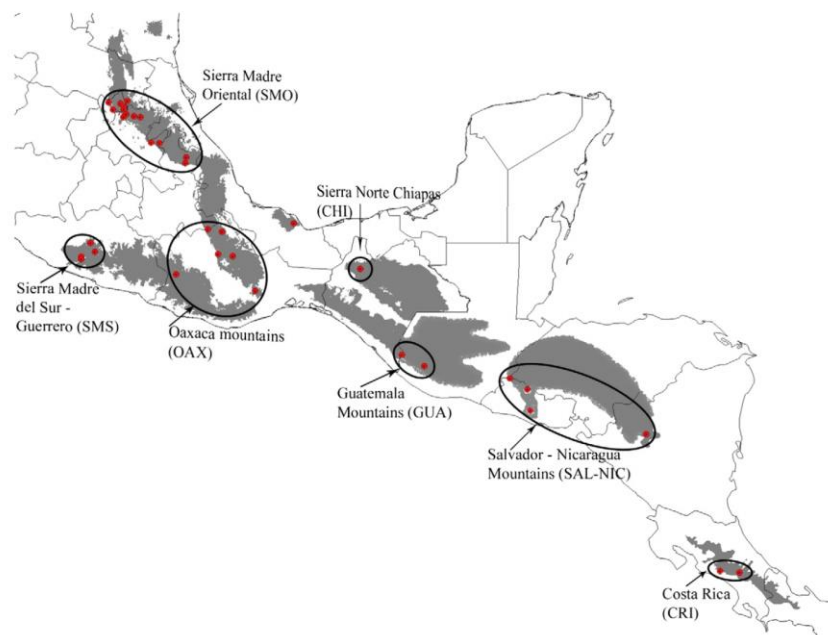 Sierra Madre
Oriental (SMO)
Sierra Norte Chiapas
(CHI)
Sierra Madre
del Sur -
Guerrero (SMS)
Oaxaca mountains
(OAX)
Guatemala
Mountains (GUA)
Salvador - Nicaragua
Mountains (SAL-NIC)
Costa Rica
(CRI)